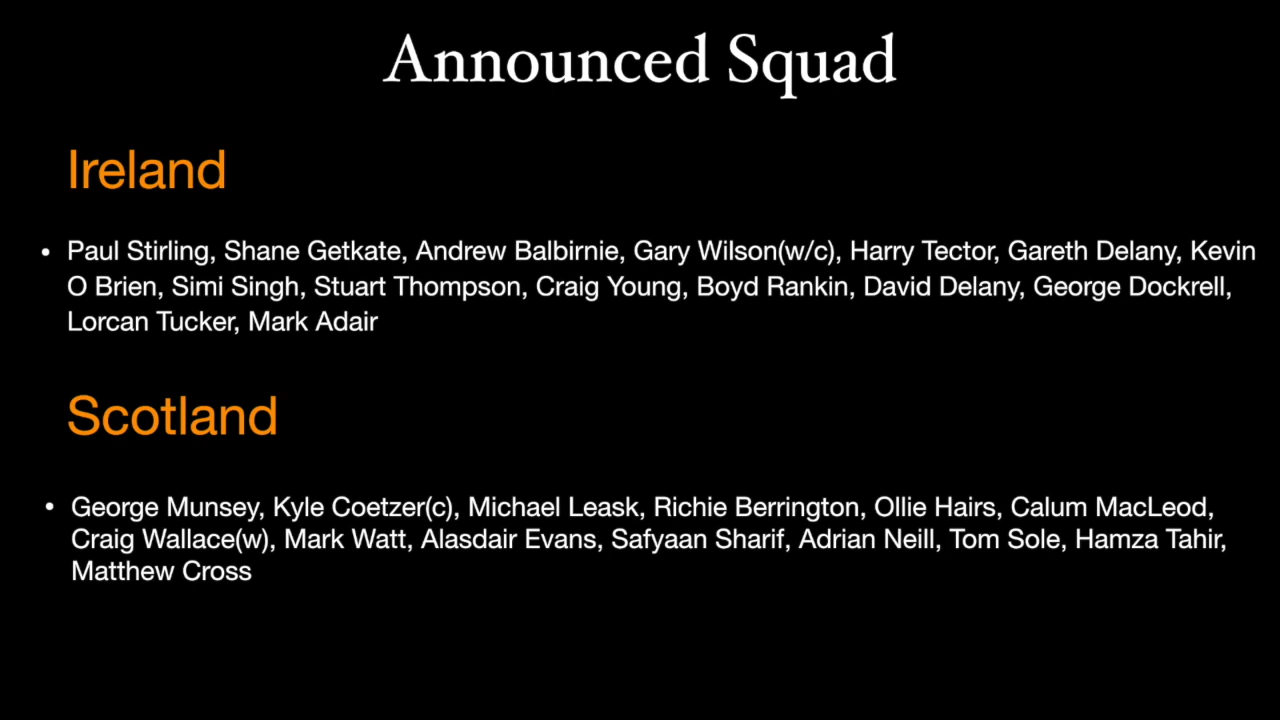 Announced Squad
Ireland
• Paul Stirling, Shane Getkate, Andrew Balbirnie, Gary Wilson(w/c), Harry Tector, Gareth Delany, Kevin
O Brien, Simi Singh, Stuart Thompson, Craig Young, Boyd Rankin, David Delany, George Dockrell,
Lorcan Tucker, Mark Adair
Scotland
• George Munsey, Kyle Coetzer(c), Michael Leask, Richie Berrington, Ollie Hairs, Calum MacLeod,
Craig Wallace(w), Mark Watt, Alasdair Evans, Safyaan Sharif, Adrian Neill, Tom Sole, Hamza Tahir,
Matthew Cross